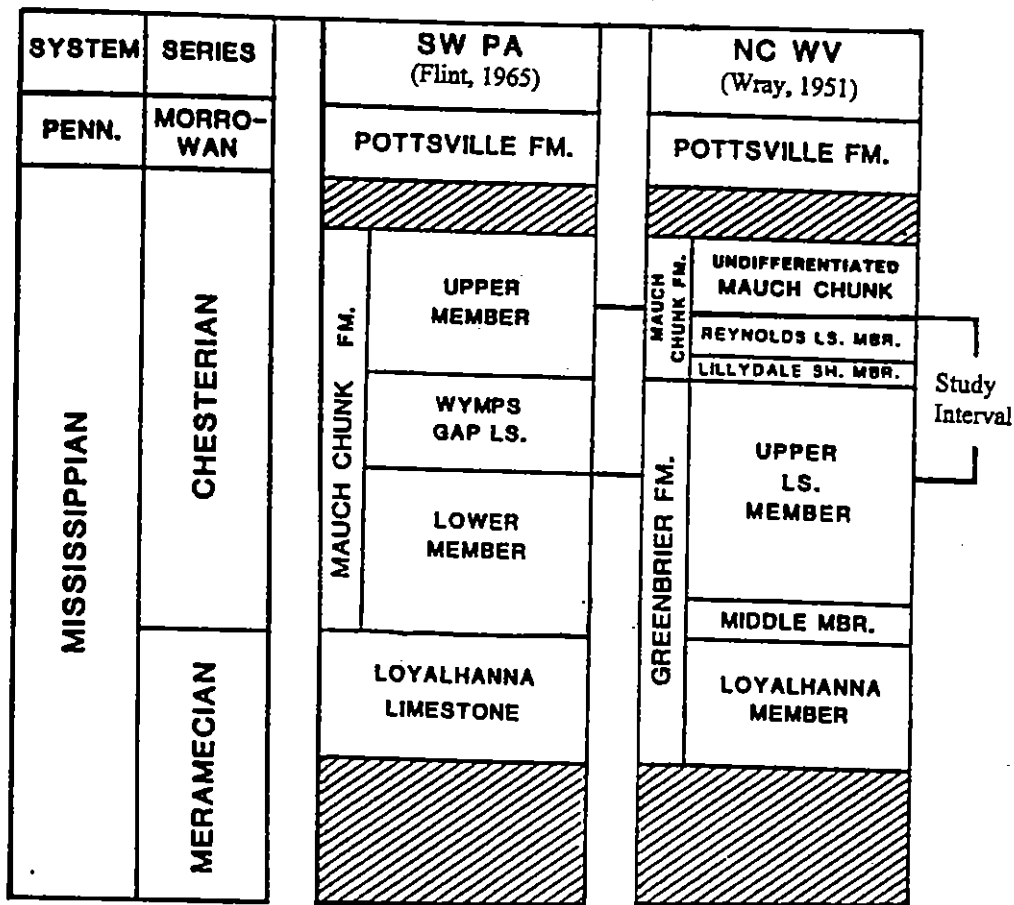 SYSTEM
SERIES
SW PA
(Flint, 1965)
NC WV
(Wray, 1951)
PENN.
MORRO-
WAN
POTTSVILLE FM.
POTTSVILLE FM.
MISSISSIPPIAN
CHESTERIAN
MERAMECIAN
MAUCH CHUNK FM.
UPPER
MEMBER
WYMPS
GAP LS.
LOWER
MEMBER
LOYALHANNA
LIMESTONE
MAUCH
CHUNK FM.
UNDIFFERENTIATED
MAUCH CHUNK
REYNOLDS LS. MBR.
LILLYDALE SH. MBR.
GREENBRIER FM.
UPPER
LS.
MEMBER
MIDDLE MBR.
LOYALHANNA
MEMBER
Study
Interval